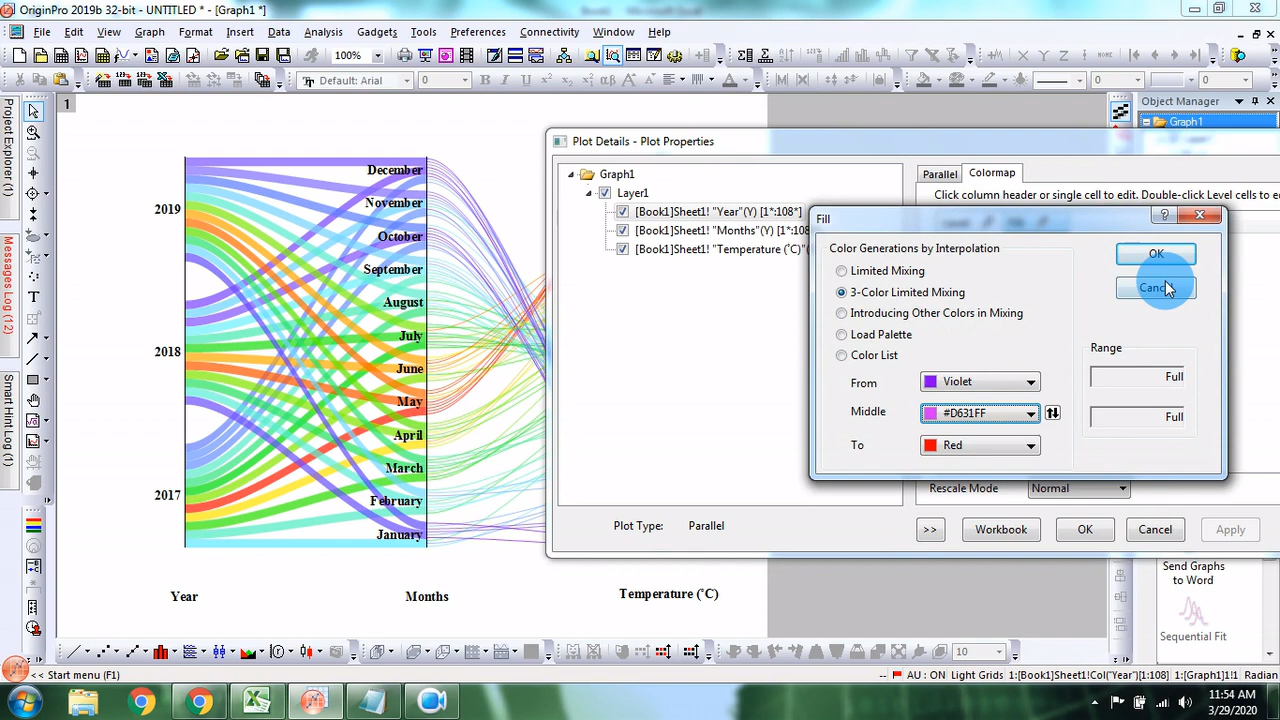 OriginPro 2019b 32-bit - UNTITLED * - [Graph1 *]
File Edit View Graph Format Insert Data Analysis Gadgets Tools Preferences Connectivity Window Help
100%
Default: Arial 0 B I U 0 0
Project Explorer (1)
Messages Log (12)
Smart Hint Log (1)
1
2019
2018
2017
December
November
October
September
August
July
June
May
April
March
February
January
Year Months Temperature (˚C)
Plot Details - Plot Properties
Graph1
Layer1
[Book1]Sheet1! "Year"(Y) [1*:108*]
[Book1]Sheet1! "Months"(Y) [1*:108
[Book1]Sheet1! "Temperature (˚C)"(
Parallel Colormap
Click column header or single cell to edit. Double-click Level cells to e
Fill
Color Generations by Interpolation
Limited Mixing
3-Color Limited Mixing
Introducing Other Colors in Mixing
Load Palette
Color List
From Violet
Middle #D631FF
To Red
OK
Range
Full
Full
Rescale Mode Normal
Plot Type: Parallel
>> Workbook OK Cancel Apply
Object Manager
Graph1
Send Graphs
to Word
Sequential Fit
10
<< Start menu (F1)
-- AU : ON Light Grids 1:[Book1]Sheet1!Col("Year")[1:108] 1:[Graph1]1!1 Radian
11:54 AM
3/29/2020